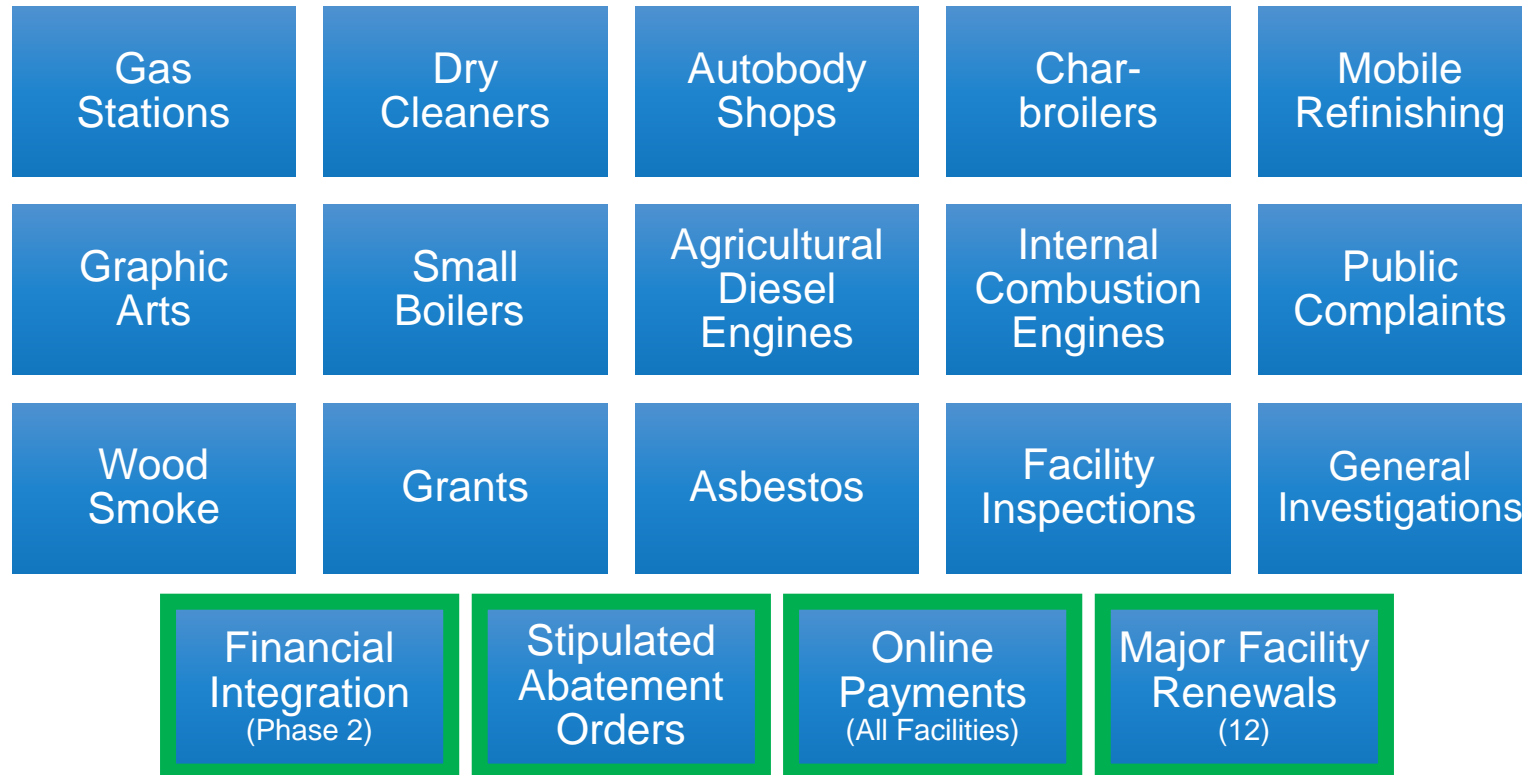 Gas
Stations
Dry
Cleaners
Autobody
Shops
Char-
broilers
Mobile
Refinishing
Graphic
Arts
Small
Boilers
Agricultural
Diesel
Engines
Internal
Combustion
Engines
Public
Complaints
Wood
Smoke
Grants
Asbestos
Facility
Inspections
General
Investigations
Financial
Integration
(Phase 2)
Stipulated
Abatement
Orders
Online
Payments
(All Facilities)
Major Facility
Renewals
(12)